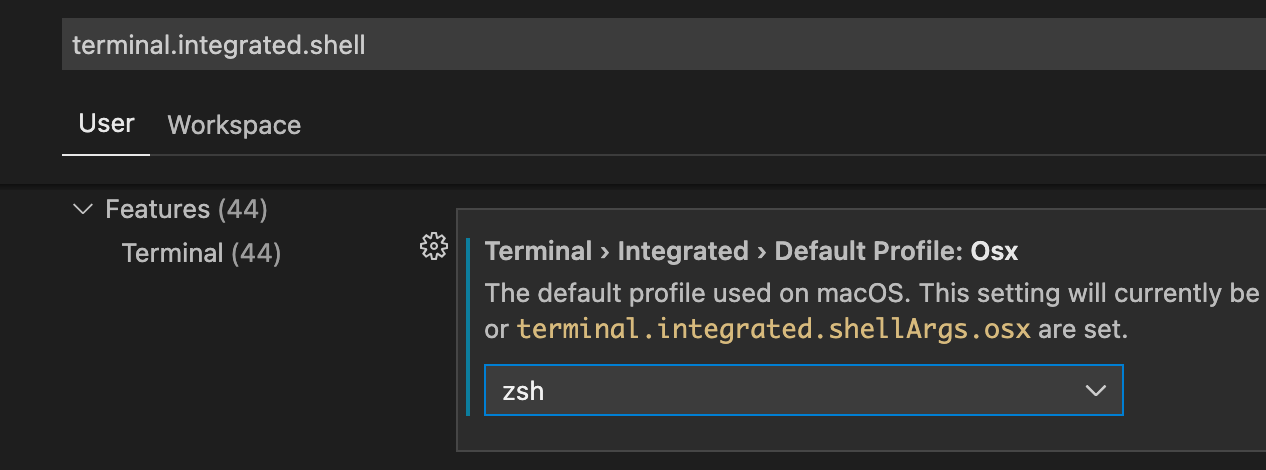 terminal.integrated.shell
User Workspace
Features (44)
Terminal (44)
Terminal › Integrated › Default Profile: Osx
The default profile used on macOS. This setting will currently be
or terminal.integrated.shellArgs.osx are set.
zsh